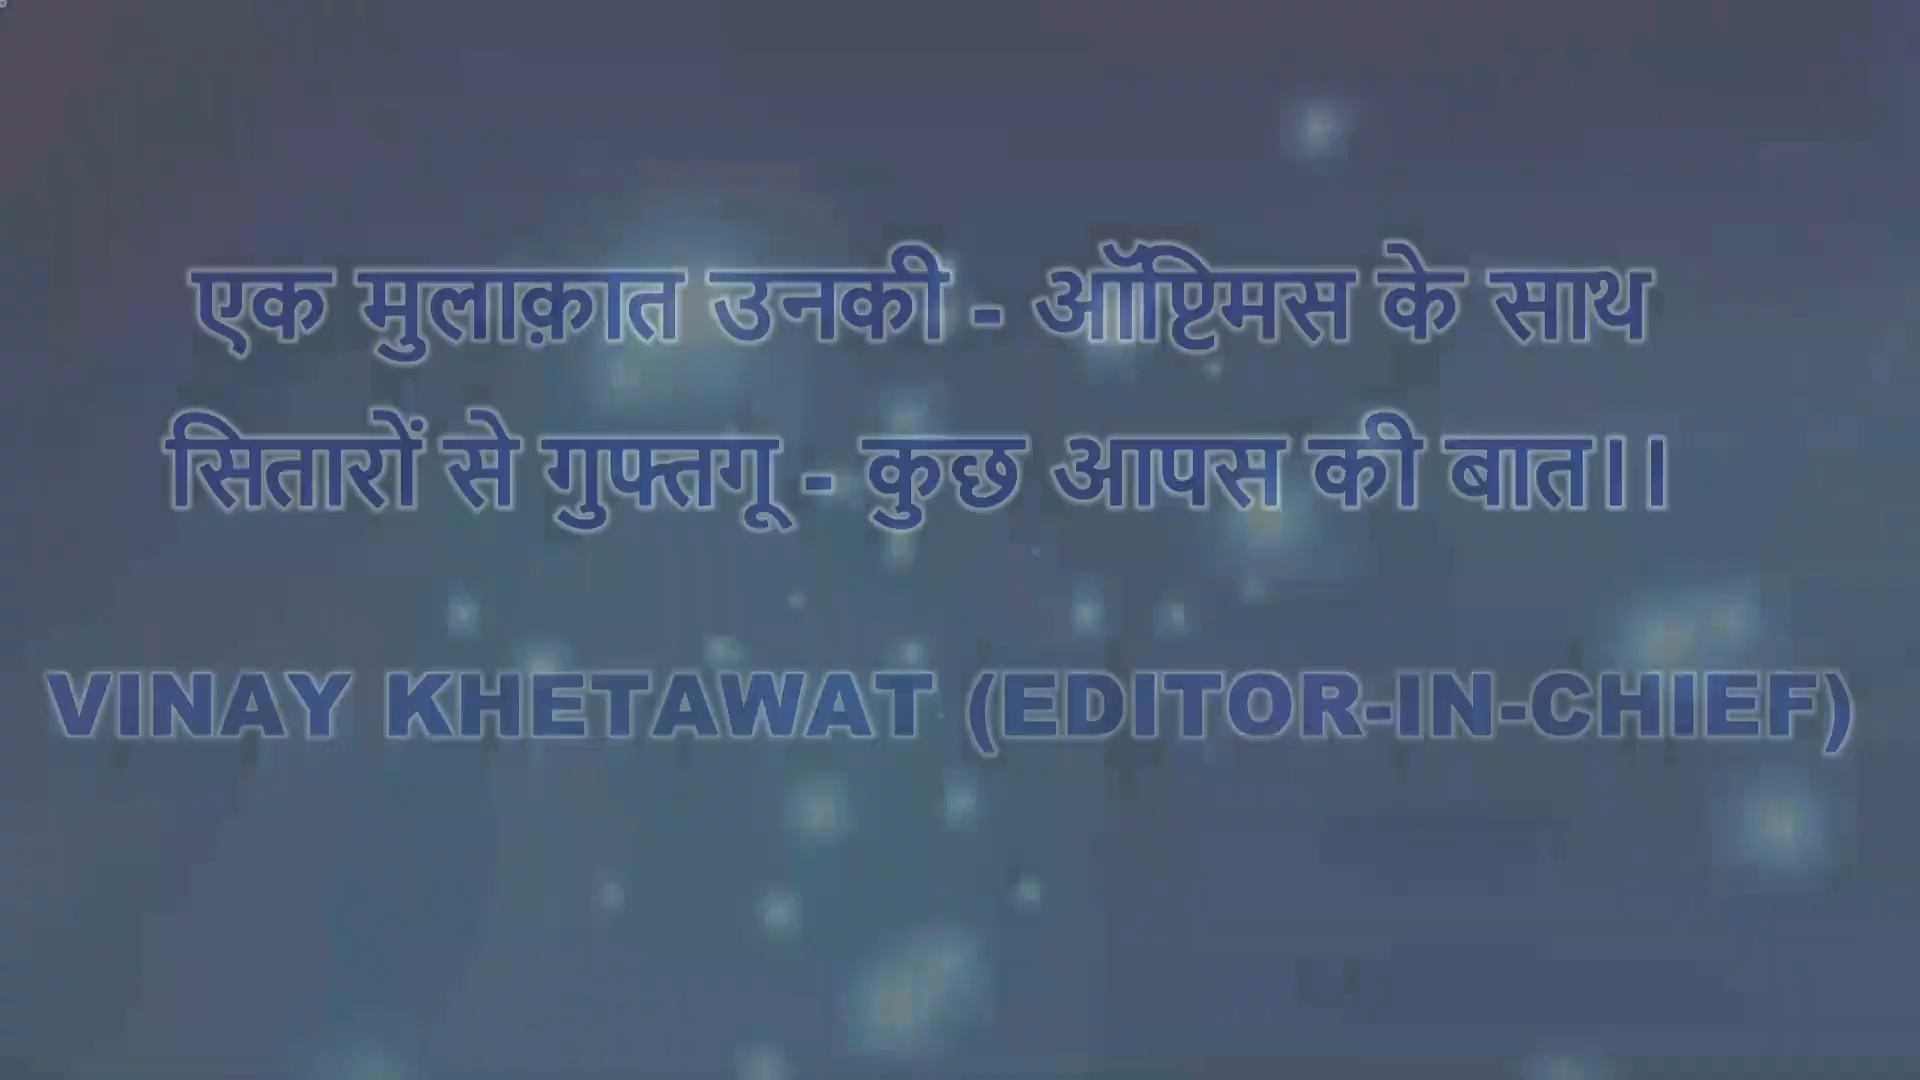 एक मुलाक़ात उनकी - ऑप्टिमस के साथ
सितारों से गुफ्तगू - कुछ आपस की बात।।
VINAY KHETAWAT (EDITOR-IN-CHIEF)